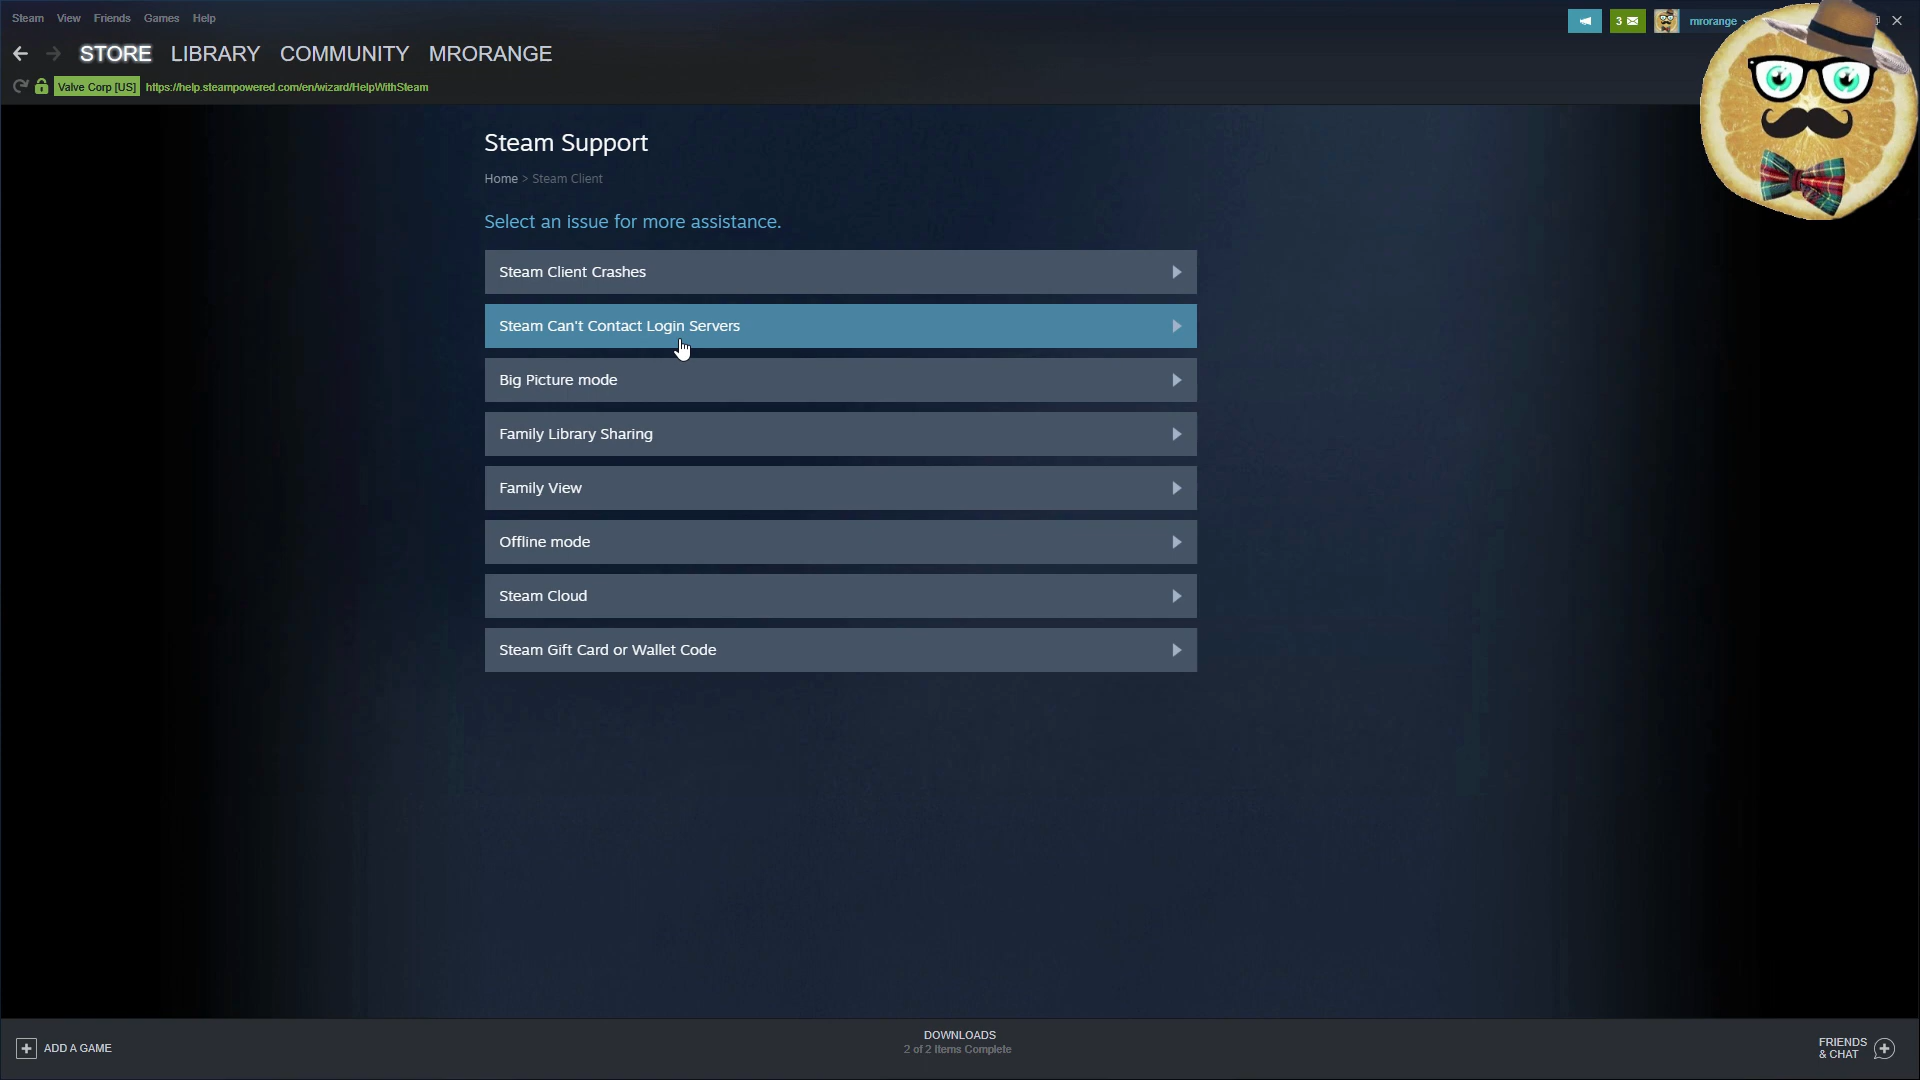 Steam View Friends Games Help
3 mrorange
STORE LIBRARY COMMUNITY MRORANGE
Valve Corp [US] https://help.steampowered.com/en/wizard/HelpWithSteam
Steam Support
Home > Steam Client
Select an issue for more assistance.
Steam Client Crashes
Steam Can't Contact Login Servers
Big Picture mode
Family Library Sharing
Family View
Offline mode
Steam Cloud
Steam Gift Card or Wallet Code
ADD A GAME
DOWNLOADS
2 of 2 Items Complete
FRIENDS
& CHAT